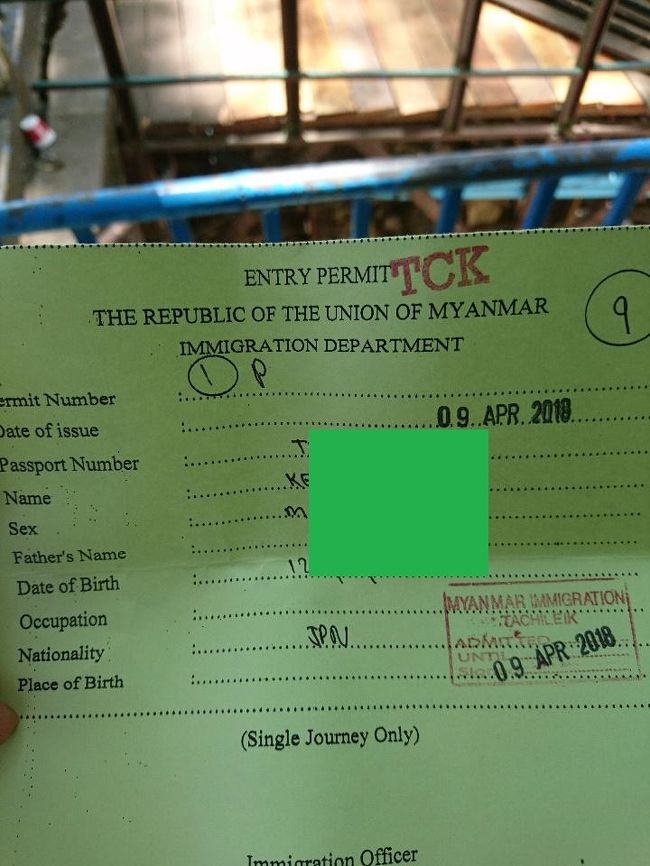 ENTRY PERMIT TCK
THE REPUBLIC OF THE UNION OF MYANMAR
9
IMMIGRATION DEPARTMENT
ermit Number : 1 P
Date of issue : 09 APR 2018
Passport Number : T
Name : KE
Sex : M
Father's Name :
Date of Birth : 12
Occupation :
Nationality : JPN
Place of Birth :
MYANMAR IMMIGRATION
TACHILEIK
ADMITTED
UNTIL 09 APR 2018
(Single Journey Only)
Immigration Officer